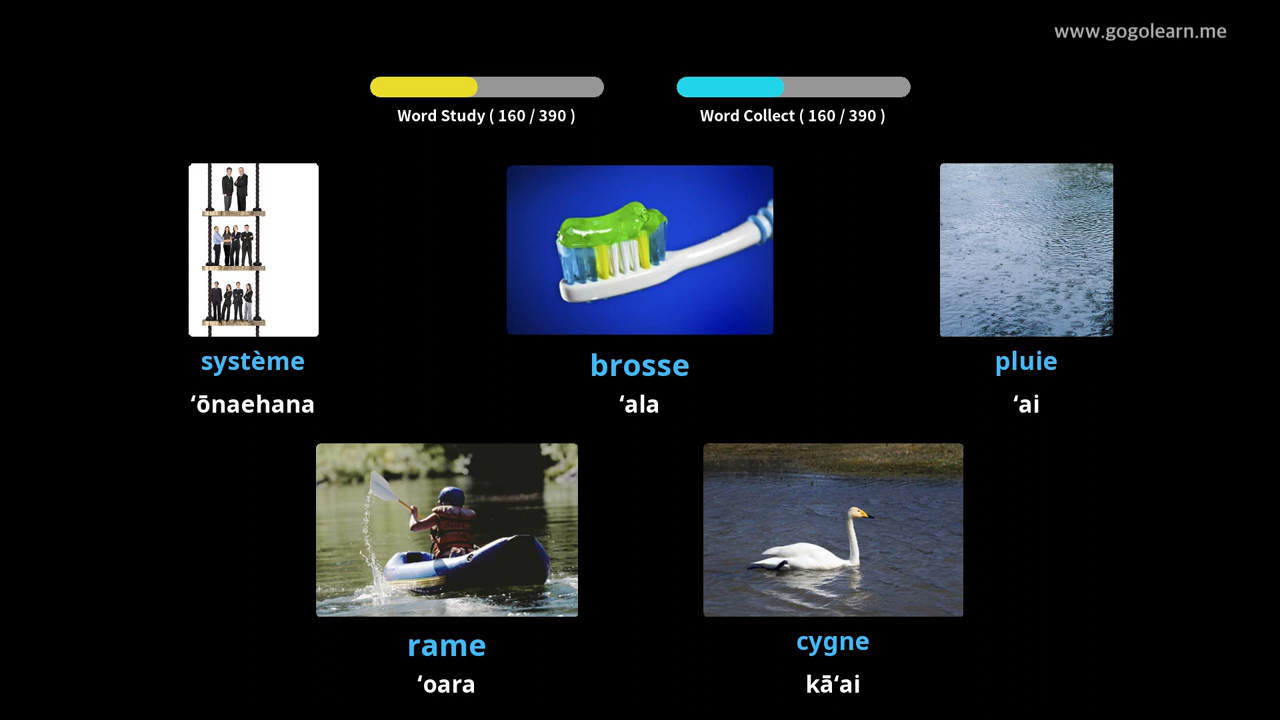 www.gogolearn.me
Word Study ( 160 / 390 )
Word Collect ( 160 / 390 )
système
ʻōnaehana
brosse
ʻala
pluie
ʻai
rame
ʻoara
cygne
kāʻai